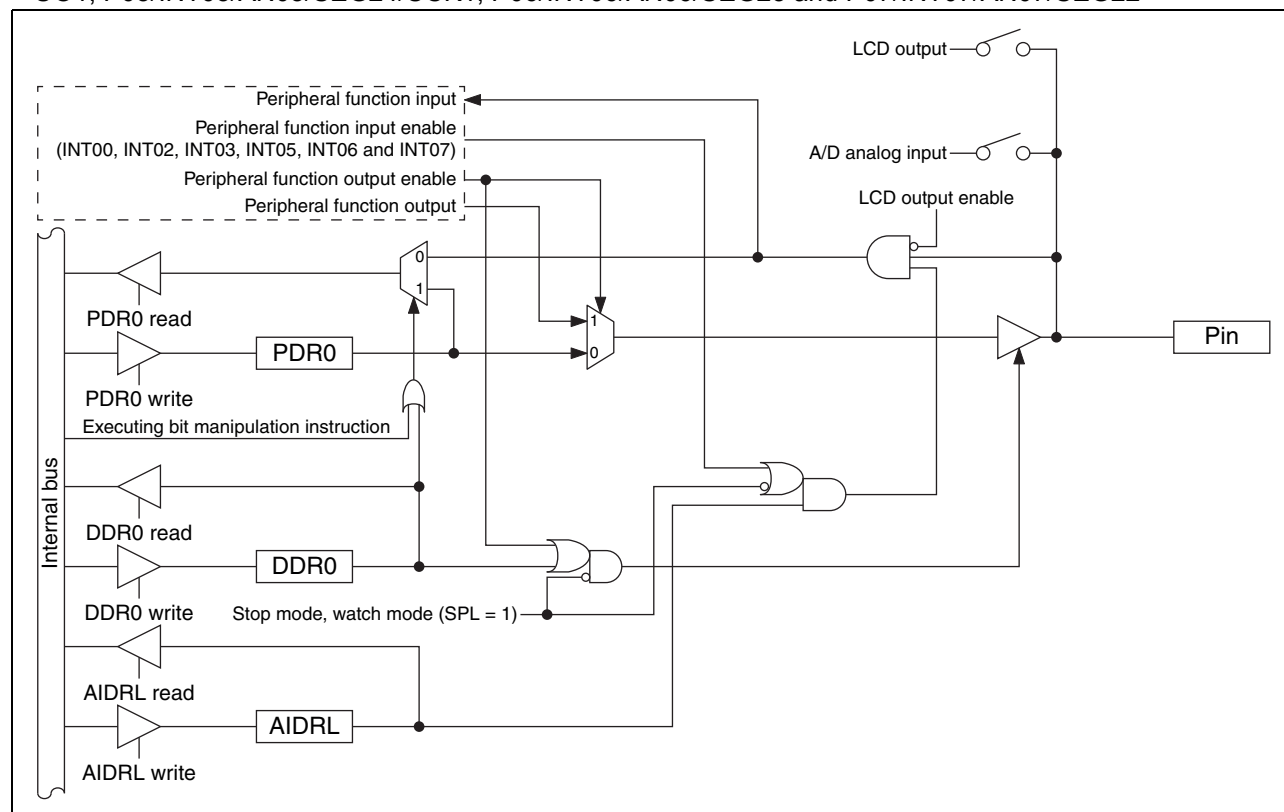 LCD output
Peripheral function input
Peripheral function input enable
(INT00, INT02, INT03, INT05, INT06 and INT07)
A/D analog input
Peripheral function output enable
LCD output enable
Peripheral function output
0
1
PDR0 read
1
PDR0
0
Pin
PDR0 write
Executing bit manipulation instruction
Internal bus
DDR0 read
DDR0
DDR0 write
Stop mode, watch mode (SPL = 1)
AIDRL read
AIDRL
AIDRL write